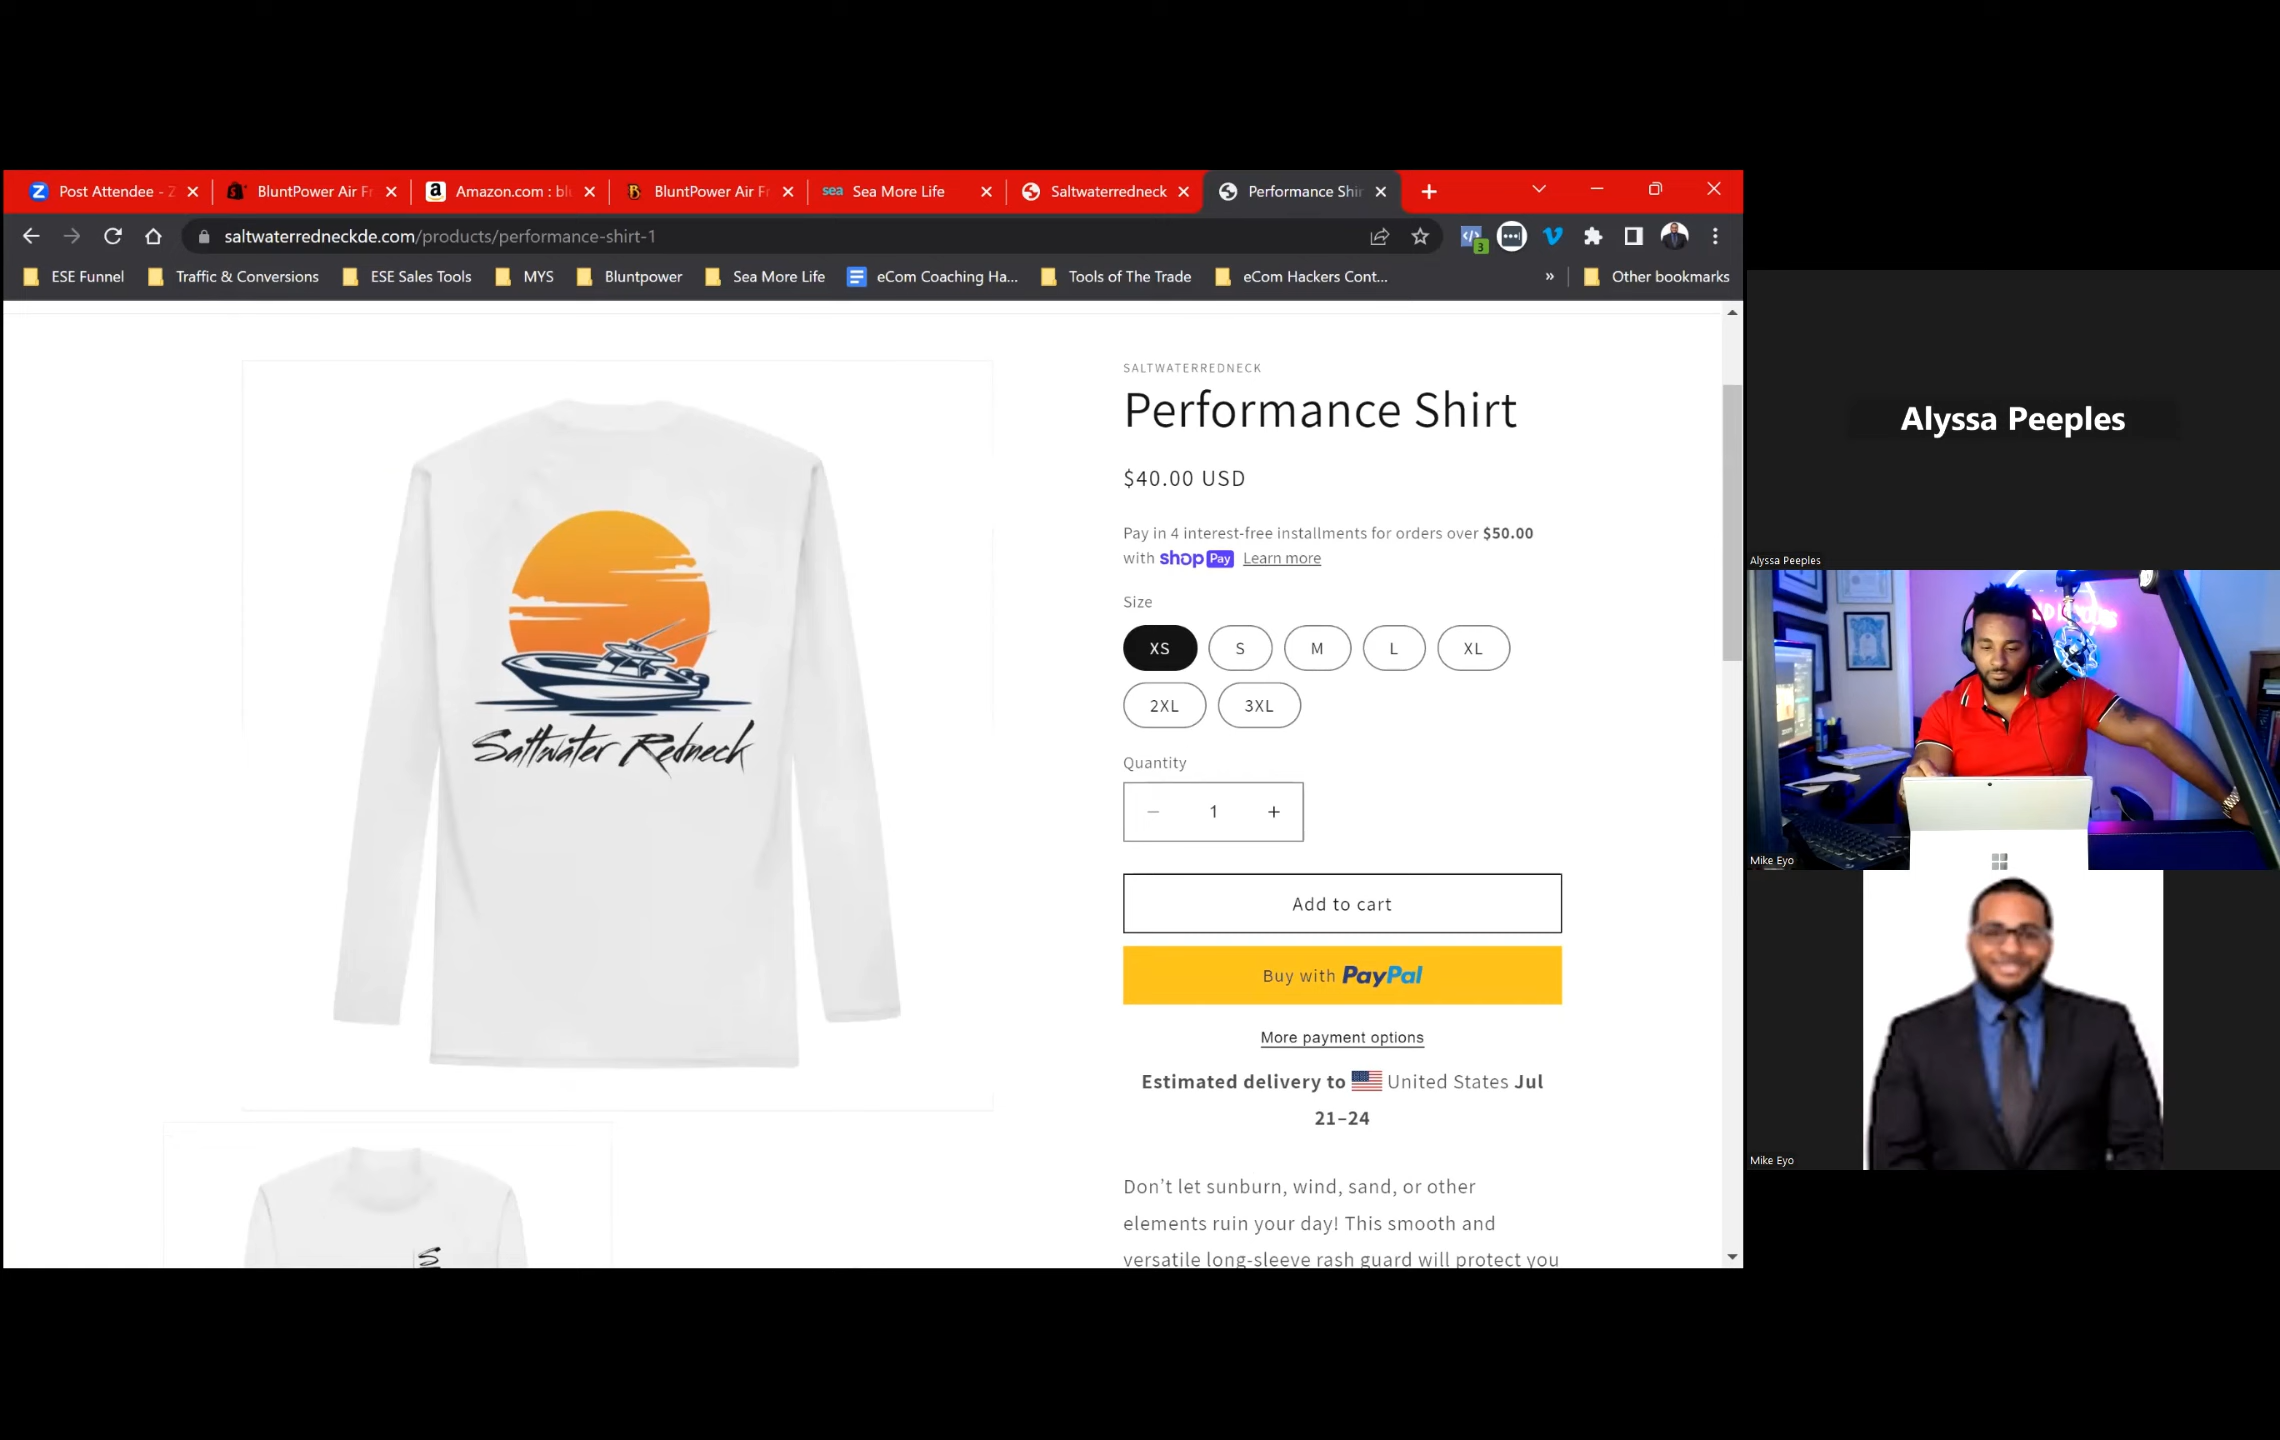 Post Attendee - Z
BluntPower Air Fr
Amazon.com : bl
BluntPower Air Fr
sea Sea More Life
Saltwaterredneck
Performance Shir
saltwaterredneckde.com/products/performance-shirt-1
3
ESE Funnel
Traffic & Conversions
ESE Sales Tools
MYS
Bluntpower
Sea More Life
eCom Coaching Ha...
Tools of The Trade
eCom Hackers Cont...
»
Other bookmarks
Saltwater Redneck
SALTWATERREDNECK
Performance Shirt
$40.00 USD
Pay in 4 interest-free installments for orders over $50.00
with shop Pay Learn more
Size
XS S M L XL
2XL 3XL
Quantity
− 1 +
Add to cart
Buy with PayPal
More payment options
Estimated delivery to United States Jul
21–24
Don’t let sunburn, wind, sand, or other
elements ruin your day! This smooth and
versatile long-sleeve rash guard will protect you
Alyssa Peeples
Alyssa Peeples
Mike Eyo
Mike Eyo